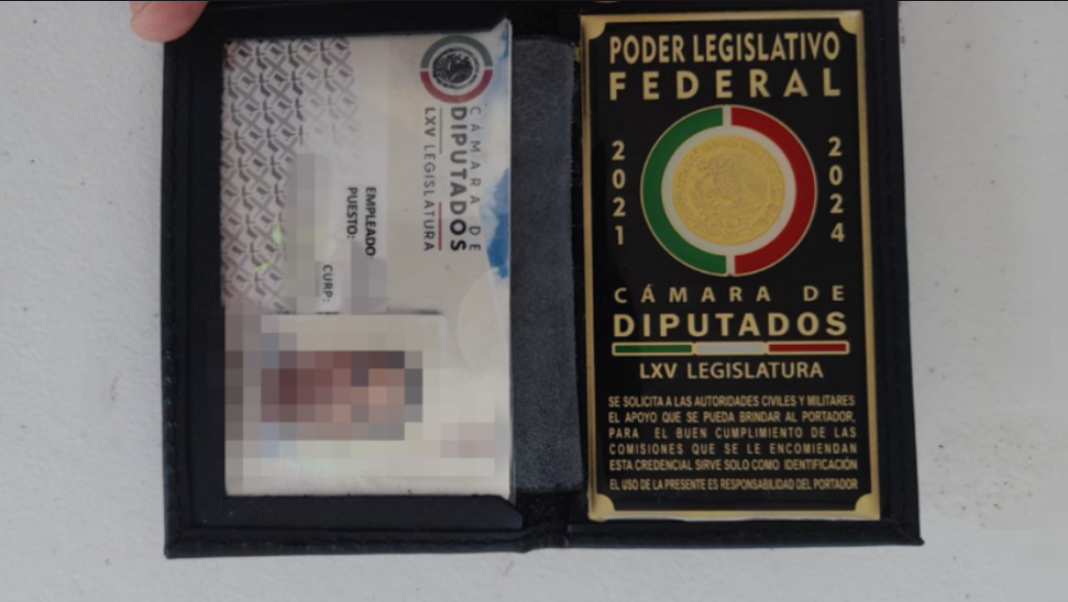 CÁMARA DE
DIPUTADOS
LXV LEGISLATURA
EMPLEADO
PUESTO:
CURP:
PODER LEGISLATIVO
FEDERAL
2021
2024
CÁMARA DE
DIPUTADOS
LXV LEGISLATURA
SE SOLICITA A LAS AUTORIDADES CIVILES Y MILITARES
EL APOYO QUE SE PUEDA BRINDAR AL PORTADOR,
PARA EL BUEN CUMPLIMIENTO DE LAS
COMISIONES QUE SE LE ENCOMIENDAN
ESTA CREDENCIAL SIRVE SOLO COMO IDENTIFICACIÓN
EL USO DE LA PRESENTE ES RESPONSABILIDAD DEL PORTADOR